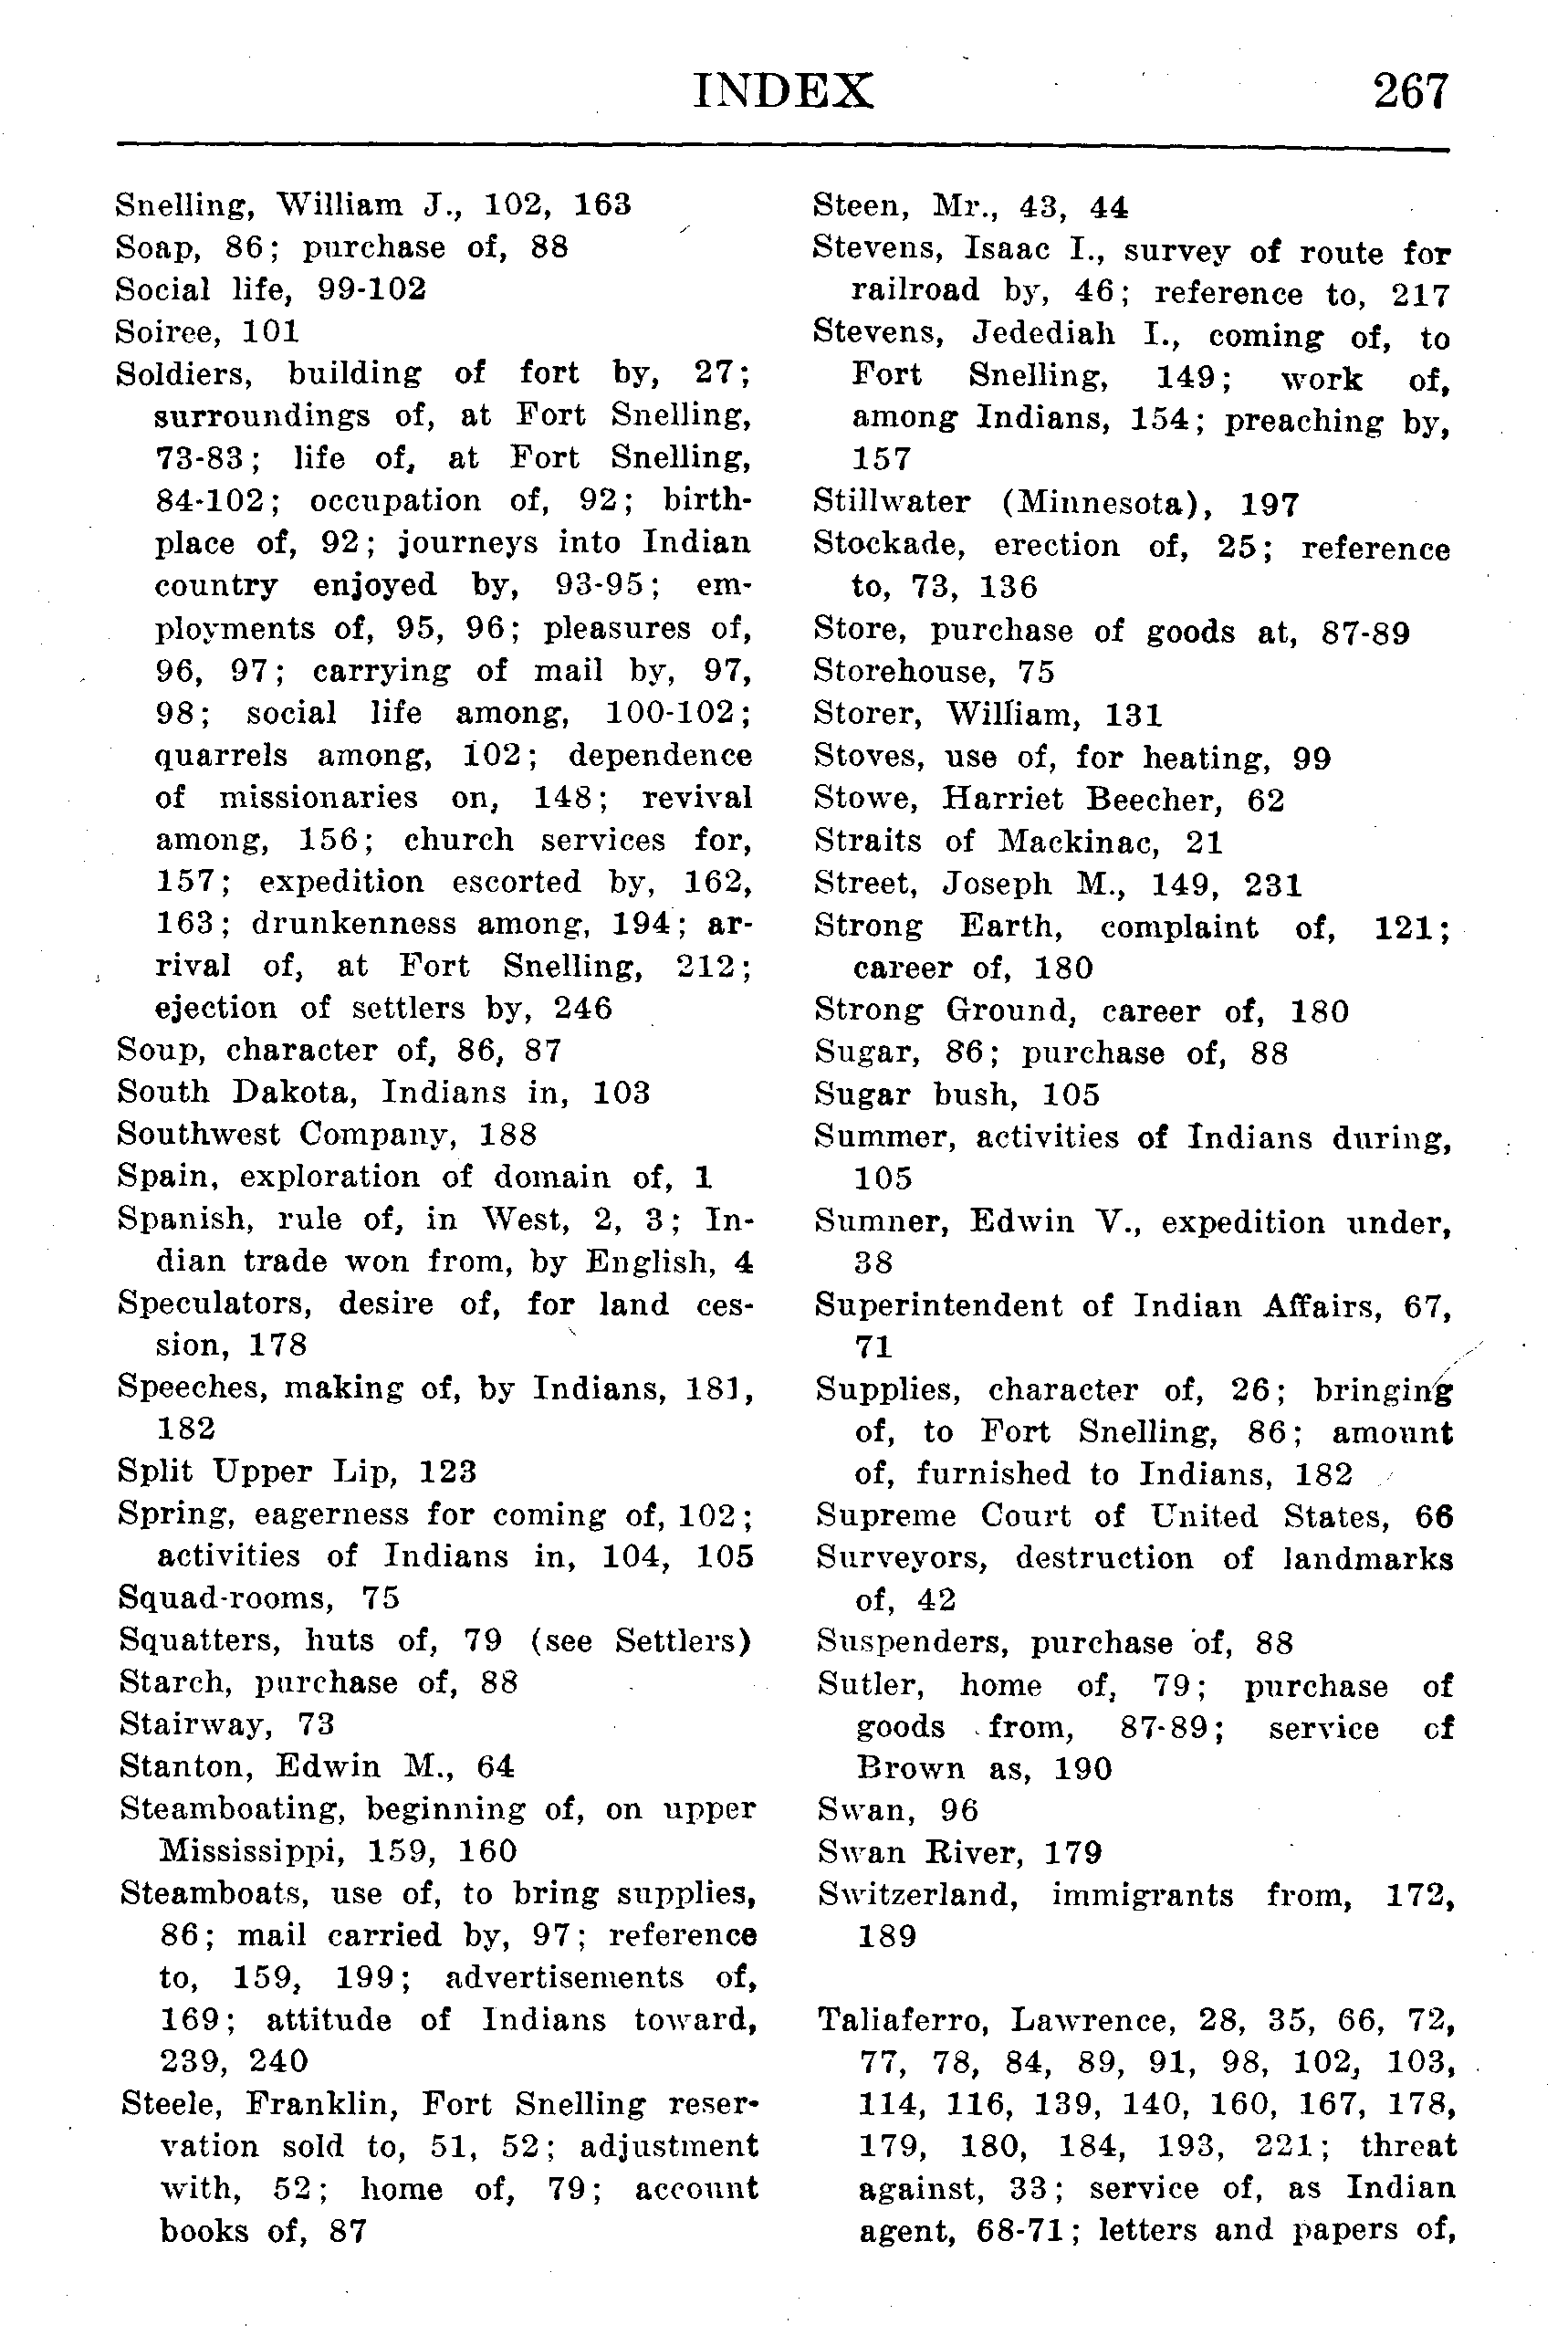 INDEX 267
Snelling, William J., 102, 163
Soap, 86; purchase of, 88
Social life, 99-102
Soiree, 101
Soldiers, building of fort by, 27;
surroundings of, at Fort Snelling,
73-83; life of, at Fort Snelling,
84-102; occupation of, 92; birth-
place of, 92; journeys into Indian
country enjoyed by, 93-95; em-
ployments of, 95, 96; pleasures of,
96, 97; carrying of mail by, 97,
98; social life among, 100-102;
quarrels among, 102; dependence
of missionaries on, 148; revival
among, 156; church services for,
157; expedition escorted by, 162,
163; drunkenness among, 194; ar-
rival of, at Fort Snelling, 212;
ejection of settlers by, 246
Soup, character of, 86, 87
South Dakota, Indians in, 103
Southwest Company, 188
Spain, exploration of domain of, 1
Spanish, rule of, in West, 2, 3; In-
dian trade won from, by English, 4
Speculators, desire of, for land ces-
sion, 178
Speeches, making of, by Indians, 181,
182
Split Upper Lip, 123
Spring, eagerness for coming of, 102;
activities of Indians in, 104, 105
Squad-rooms, 75
Squatters, huts of, 79 (see Settlers)
Starch, purchase of, 88
Stairway, 73
Stanton, Edwin M., 64
Steamboating, beginning of, on upper
Mississippi, 159, 160
Steamboats, use of, to bring supplies,
86; mail carried by, 97; reference
to, 159, 199; advertisements of,
169; attitude of Indians toward,
239, 240
Steele, Franklin, Fort Snelling reser-
vation sold to, 51, 52; adjustment
with, 52; home of, 79; account
books of, 87
Steen, Mr., 43, 44
Stevens, Isaac I., survey of route for
railroad by, 46; reference to, 217
Stevens, Jedediah I., coming of, to
Fort Snelling, 149; work of,
among Indians, 154; preaching by,
157
Stillwater (Minnesota), 197
Stockade, erection of, 25; reference
to, 73, 136
Store, purchase of goods at, 87-89
Storehouse, 75
Storer, William, 131
Stoves, use of, for heating, 99
Stowe, Harriet Beecher, 62
Straits of Mackinac, 21
Street, Joseph M., 149, 231
Strong Earth, complaint of, 121;
career of, 180
Strong Ground, career of, 180
Sugar, 86; purchase of, 88
Sugar bush, 105
Summer, activities of Indians during,
105
Sumner, Edwin V., expedition under,
38
Superintendent of Indian Affairs, 67,
71
Supplies, character of, 26; bringing
of, to Fort Snelling, 86; amount
of, furnished to Indians, 182
Supreme Court of United States, 66
Surveyors, destruction of landmarks
of, 42
Suspenders, purchase of, 88
Sutler, home of, 79; purchase of
goods from, 87-89; service cf
Brown as, 190
Swan, 96
Swan River, 179
Switzerland, immigrants from, 172,
189
Taliaferro, Lawrence, 28, 35, 66, 72,
77, 78, 84, 89, 91, 98, 102, 103,
114, 116, 139, 140, 160, 167, 178,
179, 180, 184, 193, 221; threat
against, 33; service of, as Indian
agent, 68-71; letters and papers of,